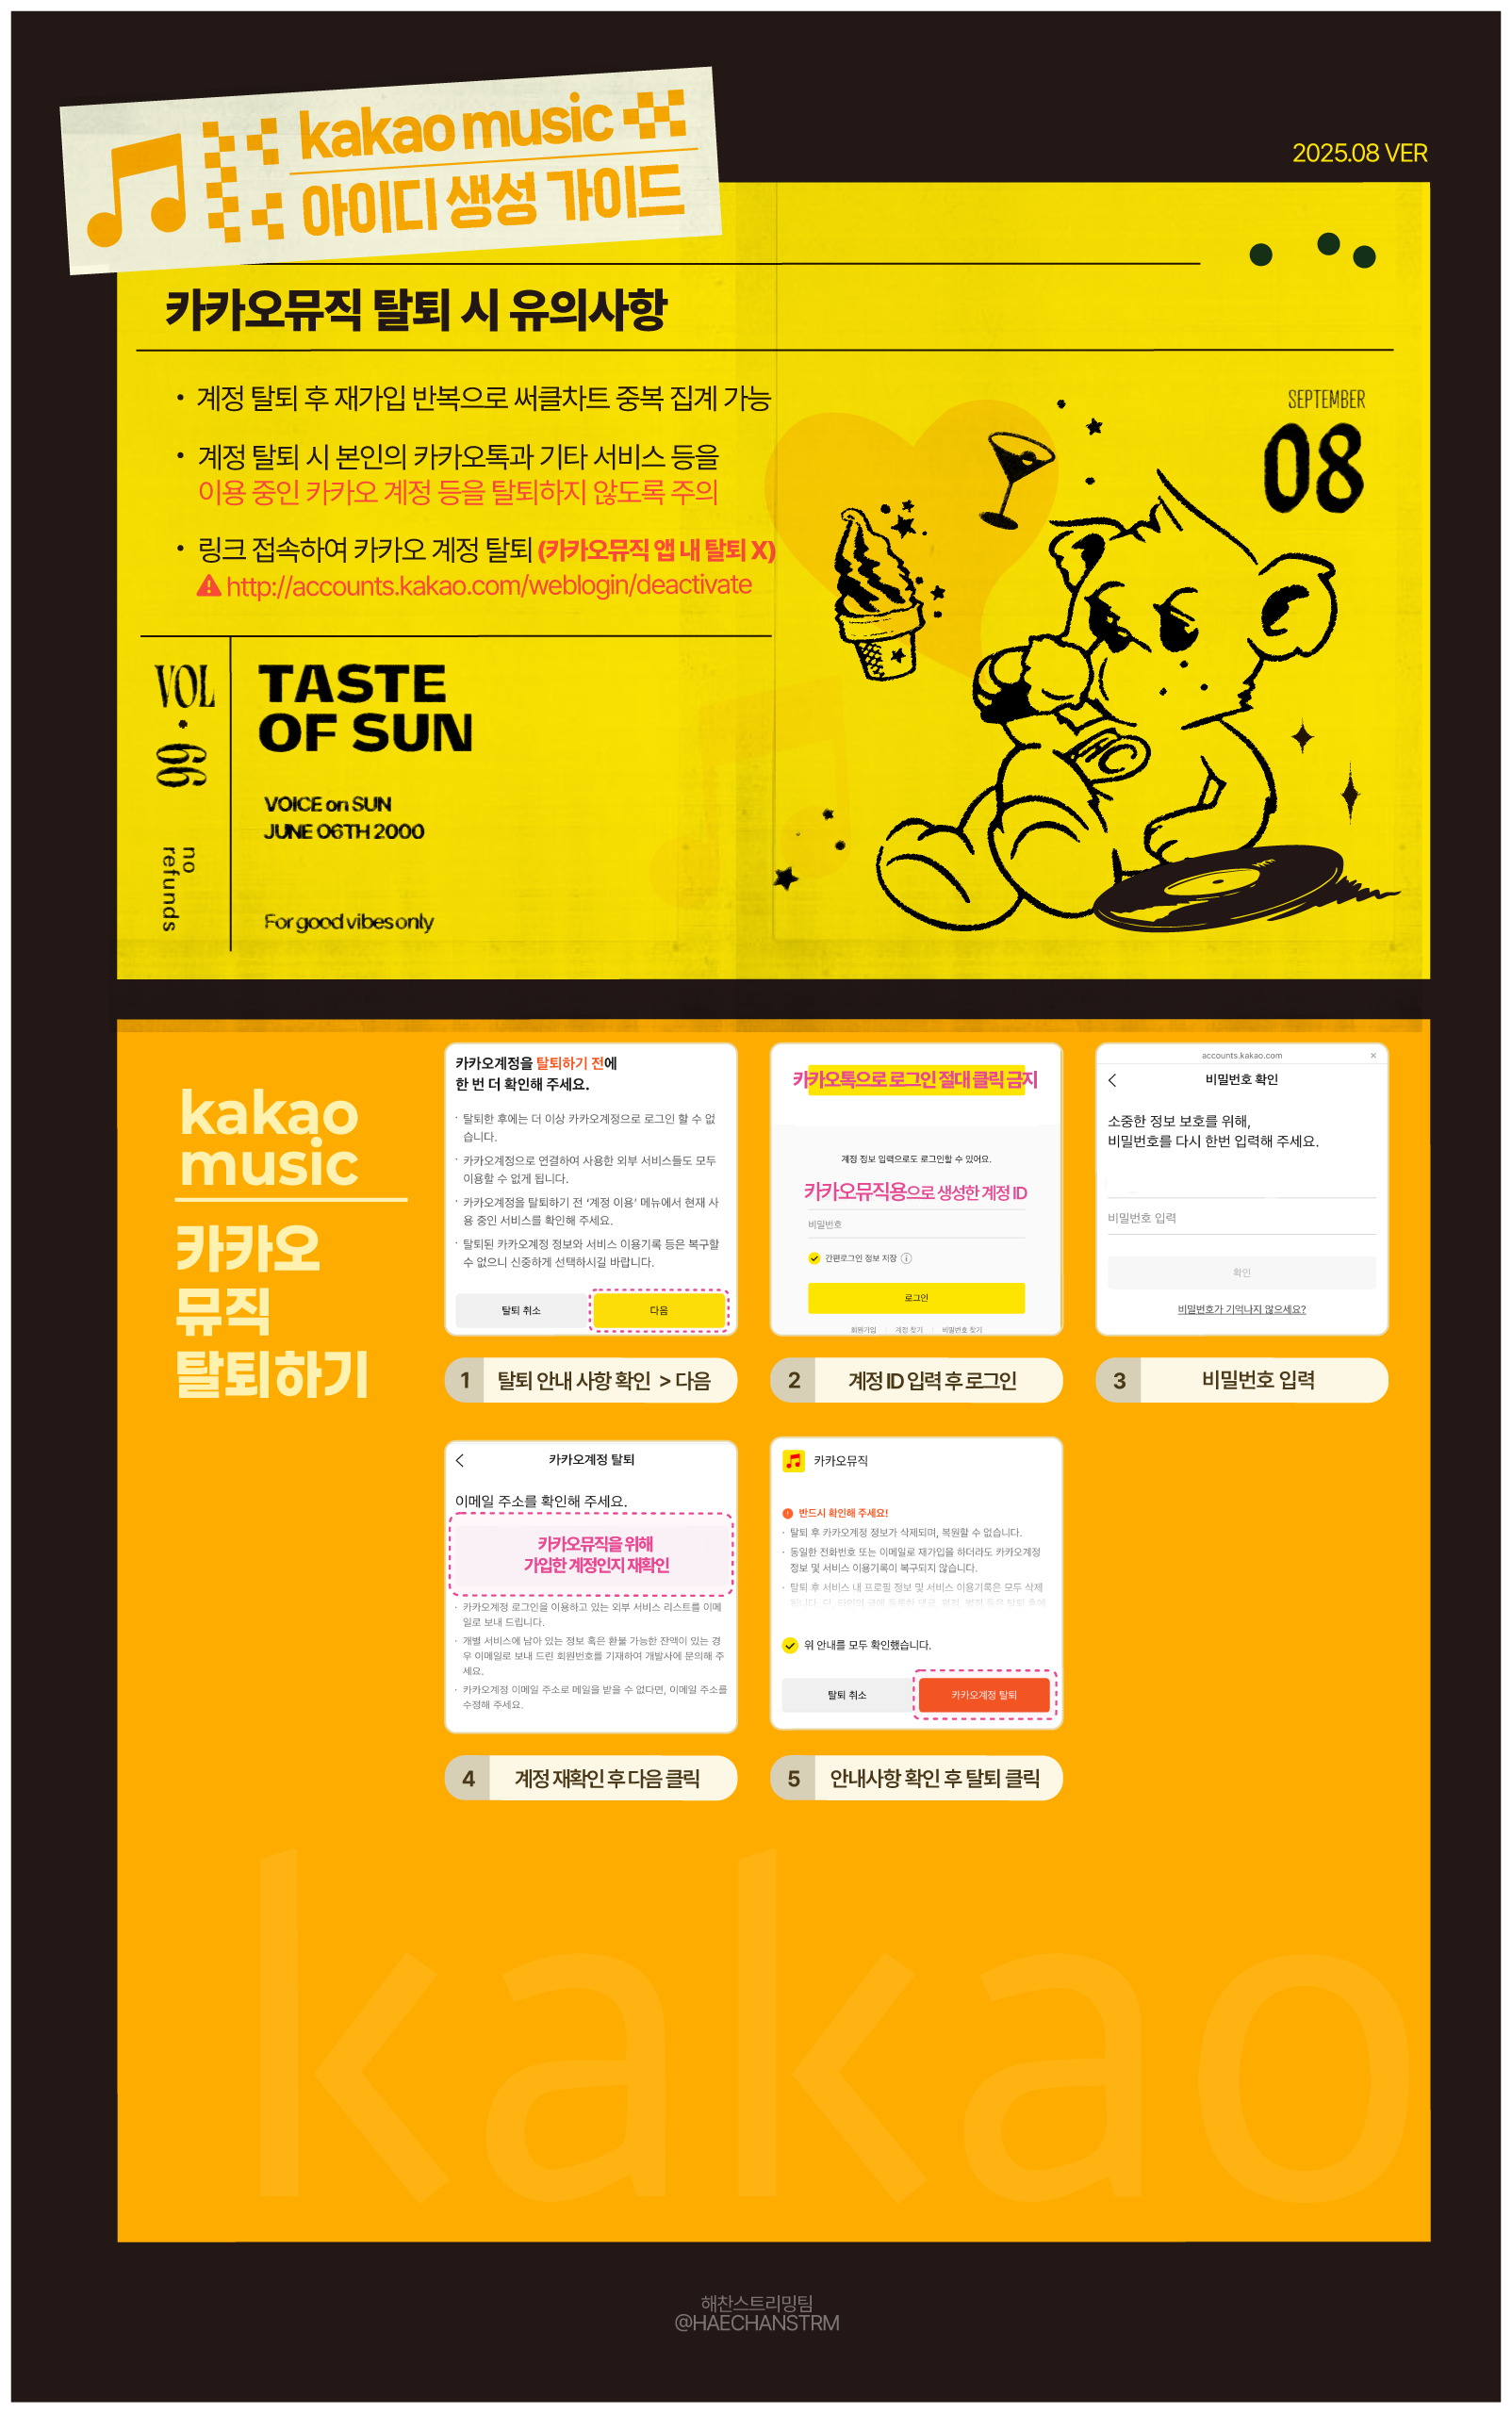 kakao music
아이디 생성 가이드
2025.08 VER
카카오뮤직 탈퇴 시 유의사항
• 계정 탈퇴 후 재가입 반복으로 써클차트 중복 집계 가능
• 계정 탈퇴 시 본인의 카카오톡과 기타 서비스 등을
이용 중인 카카오 계정 등을 탈퇴하지 않도록 주의
• 링크 접속하여 카카오 계정 탈퇴 (카카오뮤직 앱 내 탈퇴 X)
http://accounts.kakao.com/weblogin/deactivate
SEPTEMBER
08
HC
VOL
66
no
refunds
TASTE
OF SUN
VOICE on SUN
JUNE 06TH 2000
For good vibes only
kakao
music
카카오
뮤직
탈퇴하기
카카오계정을 탈퇴하기 전에
한 번 더 확인해 주세요.
· 탈퇴한 후에는 더 이상 카카오계정으로 로그인 할 수 없
습니다.
· 카카오계정으로 연결하여 사용한 외부 서비스들도 모두
이용할 수 없게 됩니다.
· 카카오계정을 탈퇴하기 전 ‘계정 이용’ 메뉴에서 현재 사
용 중인 서비스를 확인해 주세요.
· 탈퇴된 카카오계정 정보와 서비스 이용기록 등은 복구할
수 없으니 신중하게 선택하시길 바랍니다.
탈퇴 취소
다음
1 탈퇴 안내 사항 확인 > 다음
카카오톡으로 로그인 절대 클릭 금지
계정 정보 입력으로도 로그인할 수 있어요.
카카오뮤직용으로 생성한 계정 ID
비밀번호
간편로그인 정보 저장
로그인
회원가입 | 계정 찾기 | 비밀번호 찾기
2 계정 ID 입력 후 로그인
accounts.kakao.com ×
비밀번호 확인
소중한 정보 보호를 위해,
비밀번호를 다시 한번 입력해 주세요.
비밀번호 입력
확인
비밀번호가 기억나지 않으세요?
3 비밀번호 입력
카카오계정 탈퇴
이메일 주소를 확인해 주세요.
카카오뮤직을 위해
가입한 계정인지 재확인
· 카카오계정 로그인을 이용하고 있는 외부 서비스 리스트를 이메
일로 보내 드립니다.
· 개별 서비스에 남아 있는 정보 혹은 환불 가능한 잔액이 있는 경
우 이메일로 보내 드린 회원번호를 기재하여 개발사에 문의해 주
세요.
· 카카오계정 이메일 주소로 메일을 받을 수 없다면, 이메일 주소를
수정해 주세요.
4 계정 재확인 후 다음 클릭
카카오뮤직
반드시 확인해 주세요!
· 탈퇴 후 카카오계정 정보가 삭제되며, 복원할 수 없습니다.
· 동일한 전화번호 또는 이메일로 재가입을 하더라도 카카오계정
정보 및 서비스 이용기록이 복구되지 않습니다.
· 탈퇴 후 서비스 내 프로필 정보 및 서비스 이용기록은 모두 삭제
위 안내를 모두 확인했습니다.
탈퇴 취소
카카오계정 탈퇴
5 안내사항 확인 후 탈퇴 클릭
kakao
해찬스트리밍팀
@HAECHANSTRM